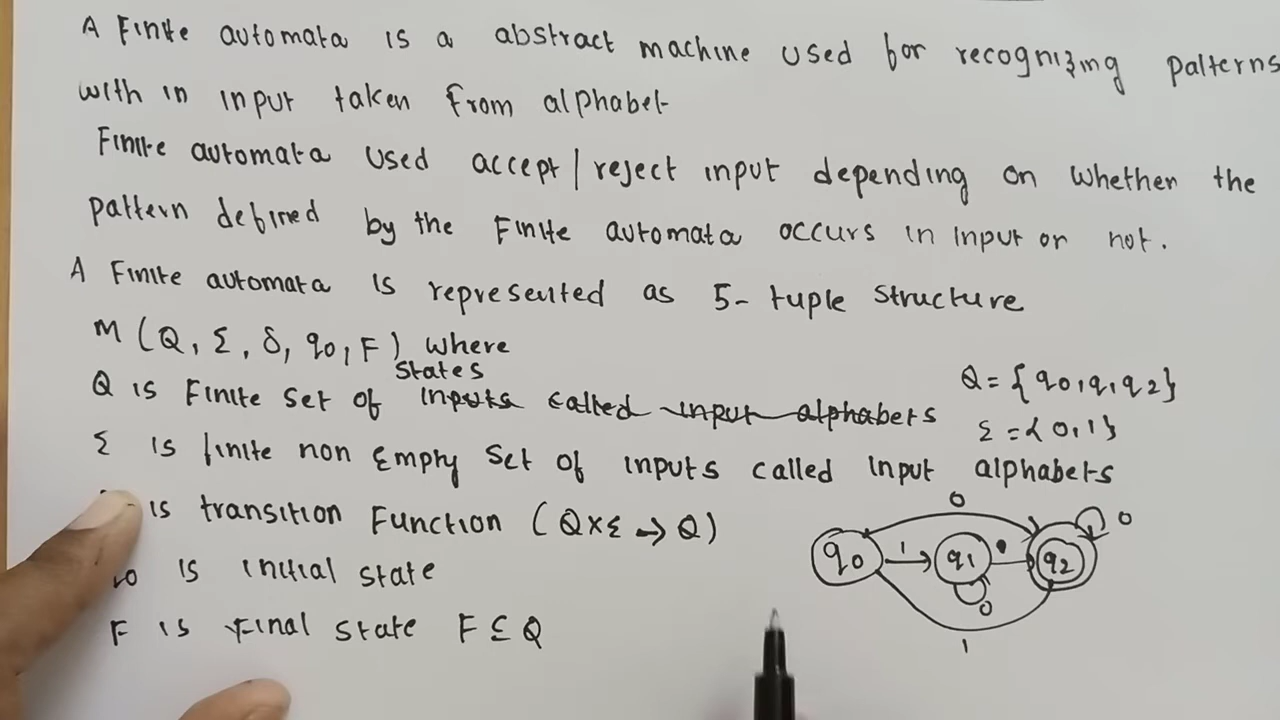 A Finite automata is a abstract machine used for recognizing patterns
with in input taken from alphabet
Finite automata used accept / reject input depending on whether the
pattern defined by the Finite automata occurs in input or not.
A Finite automata is represented as 5- tuple structure
M (Q, Σ, δ, q0, F) where
states
Q is Finite set of inputs called input alphabets
Q = {q0, q1, q2}
Σ = {0, 1}
Σ is finite non Empty set of inputs called input alphabets
is transition Function (Q×Σ → Q)
is initial state
F is Final state F ⊆ Q
0
0
q0 1 q1 q2
0
1